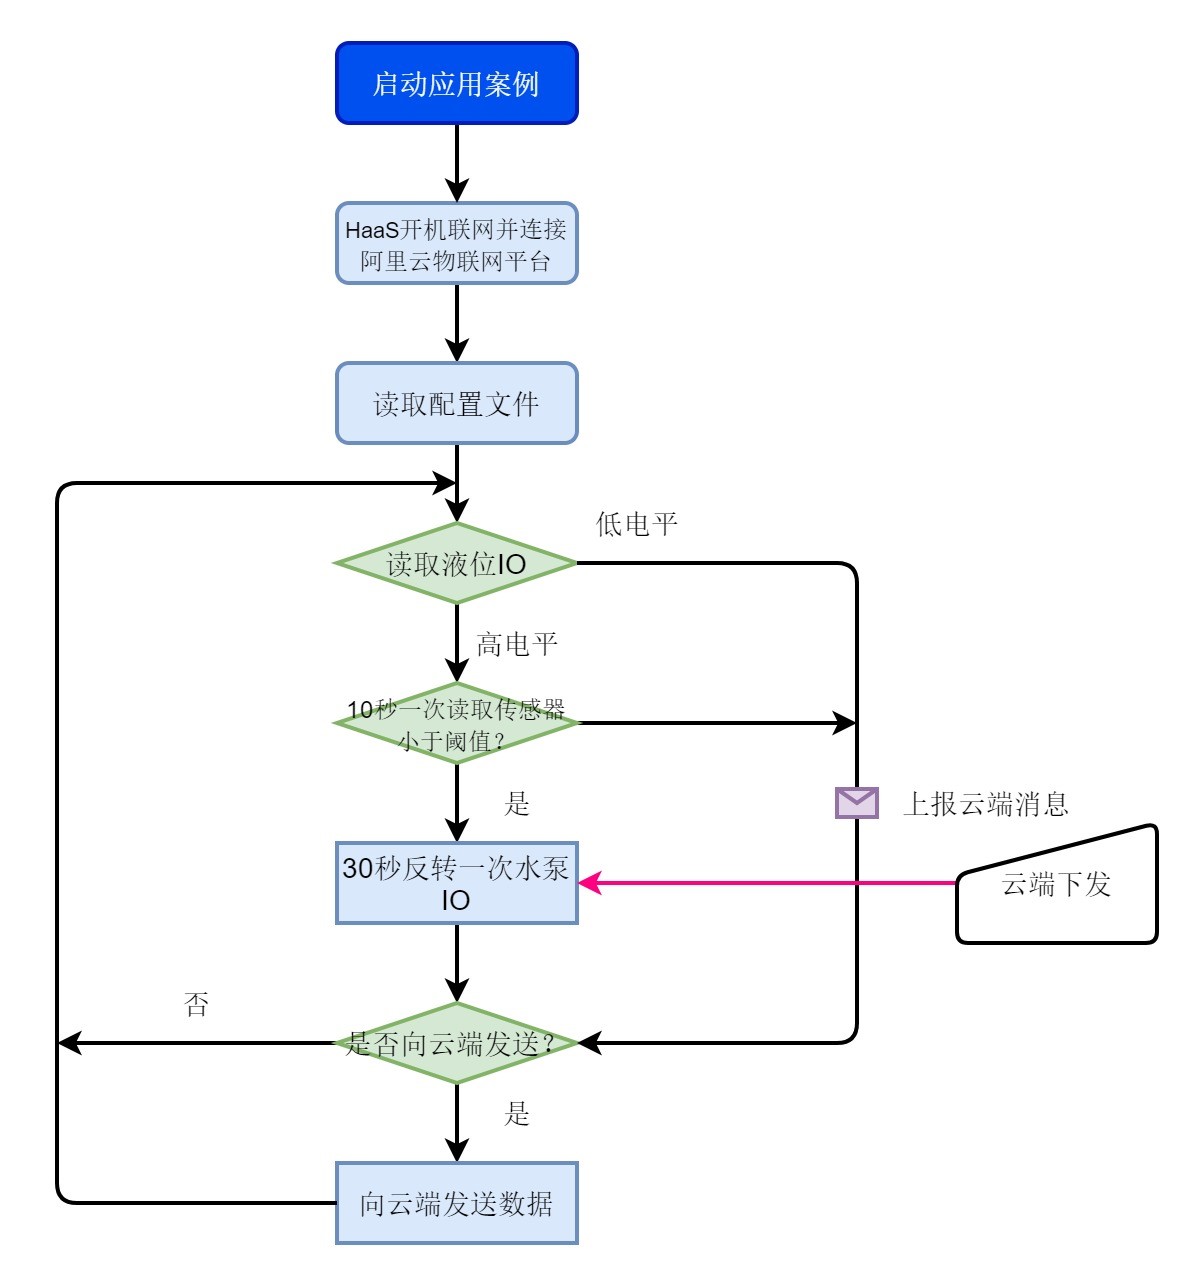 启动应用案例
HaaS开机联网并连接
阿里云物联网平台
读取配置文件
低电平
读取液位IO
高电平
10秒一次读取传感器
小于阈值？
是
上报云端消息
30秒反转一次水泵
IO
云端下发
否
是否向云端发送？
是
向云端发送数据